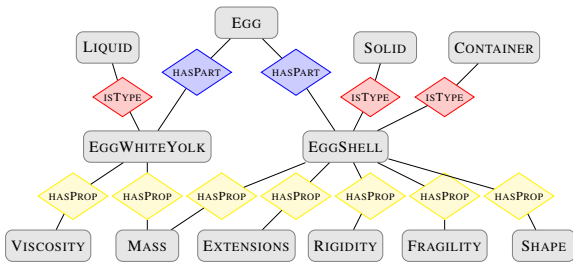 EGG
LIQUID SOLID CONTAINER
HASPART HASPART
ISTYPE ISTYPE ISTYPE
EGGWHITEYOLK EGGSHELL
HASPROP HASPROP HASPROP HASPROP HASPROP HASPROP HASPROP
VISCOSITY MASS EXTENSIONS RIGIDITY FRAGILITY SHAPE